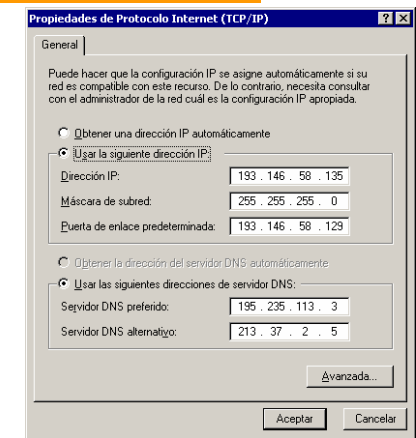 Propiedades de Protocolo Internet (TCP/IP)
General
Puede hacer que la configuración IP se asigne automáticamente si su
red es compatible con este recurso. De lo contrario, necesita consultar
con el administrador de la red cuál es la configuración IP apropiada.
Obtener una dirección IP automáticamente
Usar la siguiente dirección IP:
Dirección IP: 193 . 146 . 58 . 135
Máscara de subred: 255 . 255 . 255 . 0
Puerta de enlace predeterminada: 193 . 146 . 58 . 129
Obtener la dirección del servidor DNS automáticamente
Usar las siguientes direcciones de servidor DNS:
Servidor DNS preferido: 195 . 235 . 113 . 3
Servidor DNS alternativo: 213 . 37 . 2 . 5
Avanzada...
Aceptar Cancelar